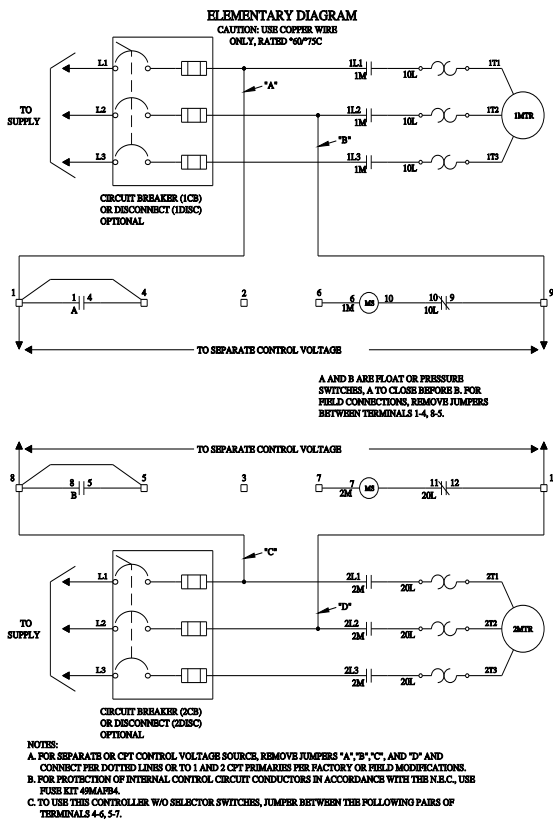 ELEMENTARY DIAGRAM
CAUTION: USE COPPER WIRE
ONLY, RATED °60/°75C
L1
1L1
1M
10L
1T1
"A"
TO
SUPPLY
L2
1L2
1M
10L
1T2
1MTR
"B"
L3
1L3
1M
10L
1T3
CIRCUIT BREAKER (1CB)
OR DISCONNECT (1DISC)
OPTIONAL
1
1
4
A
4
2
6
6
1M
MS
10
10
9
10L
9
TO SEPARATE CONTROL VOLTAGE
A AND B ARE FLOAT OR PRESSURE
SWITCHES, A TO CLOSE BEFORE B. FOR
FIELD CONNECTIONS, REMOVE JUMPERS
BETWEEN TERMINALS 1-4, 8-5.
TO SEPARATE CONTROL VOLTAGE
8
8
5
B
5
3
7
7
2M
MS
11
12
20L
1
"C"
L1
2L1
2M
20L
2T1
"D"
TO
SUPPLY
L2
2L2
2M
20L
2T2
2MTR
L3
2L3
2M
20L
2T3
CIRCUIT BREAKER (2CB)
OR DISCONNECT (2DISC)
OPTIONAL
NOTES:
A. FOR SEPARATE OR CPT CONTROL VOLTAGE SOURCE, REMOVE JUMPERS "A","B","C", AND "D" AND
CONNECT PER DOTTED LINES OR TO 1 AND 2 CPT PRIMARIES PER FACTORY OR FIELD MODIFICATIONS.
B. FOR PROTECTION OF INTERNAL CONTROL CIRCUIT CONDUCTORS IN ACCORDANCE WITH THE N.E.C., USE
FUSE KIT 49MAFB4.
C. TO USE THIS CONTROLLER W/O SELECTOR SWITCHES, JUMPER BETWEEN THE FOLLOWING PAIRS OF
TERMINALS 4-6, 5-7.